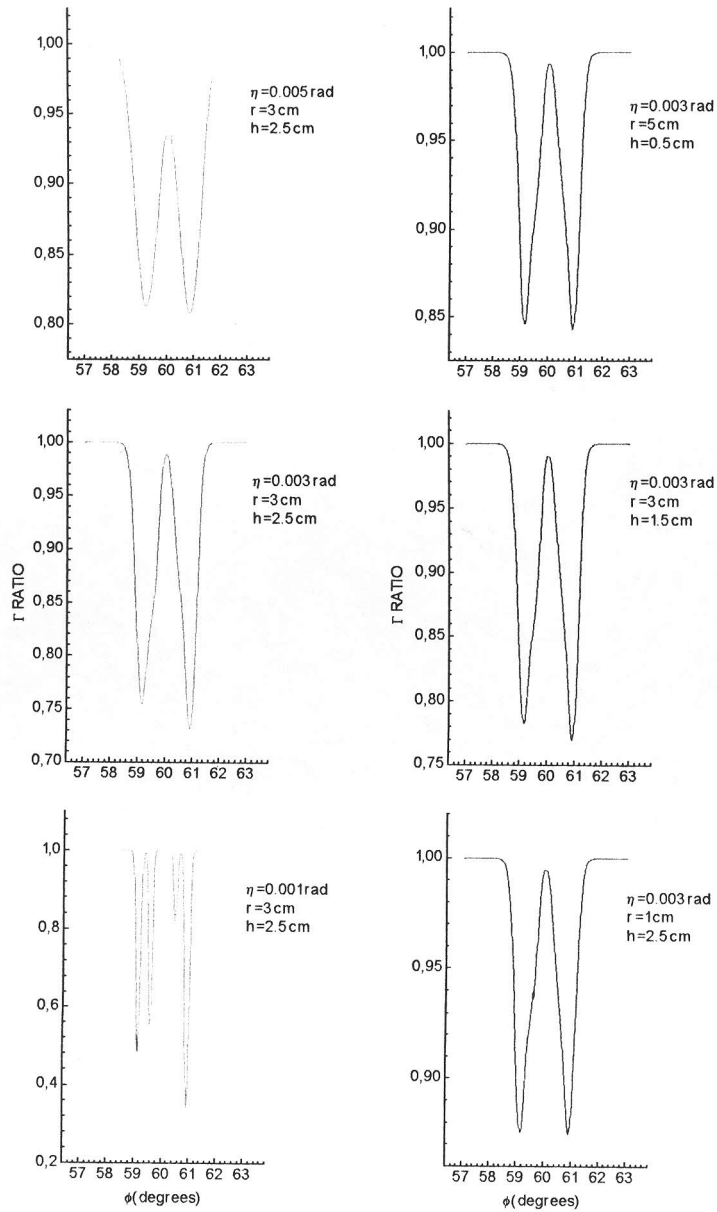 1,00
0,95
0,90
0,85
0,80
57 58 59 60 61 62 63
η=0.005 rad
r=3cm
h=2.5cm
1,00
0,95
0,90
0,85
57 58 59 60 61 62 63
η=0.003 rad
r=5cm
h=0.5cm
Γ RATIO
1,00
0,95
0,90
0,85
0,80
0,75
0,70
57 58 59 60 61 62 63
η=0.003 rad
r=3cm
h=2.5cm
Γ RATIO
1,00
0,95
0,90
0,85
0,80
0,75
57 58 59 60 61 62 63
η=0.003 rad
r=3cm
h=1.5cm
1,0
0,8
0,6
0,4
0,2
57 58 59 60 61 62 63
ϕ(degrees)
η=0.001rad
r=3cm
h=2.5cm
1,00
0,95
0,90
57 58 59 60 61 62 63
ϕ(degrees)
η=0.003 rad
r=1cm
h=2.5cm